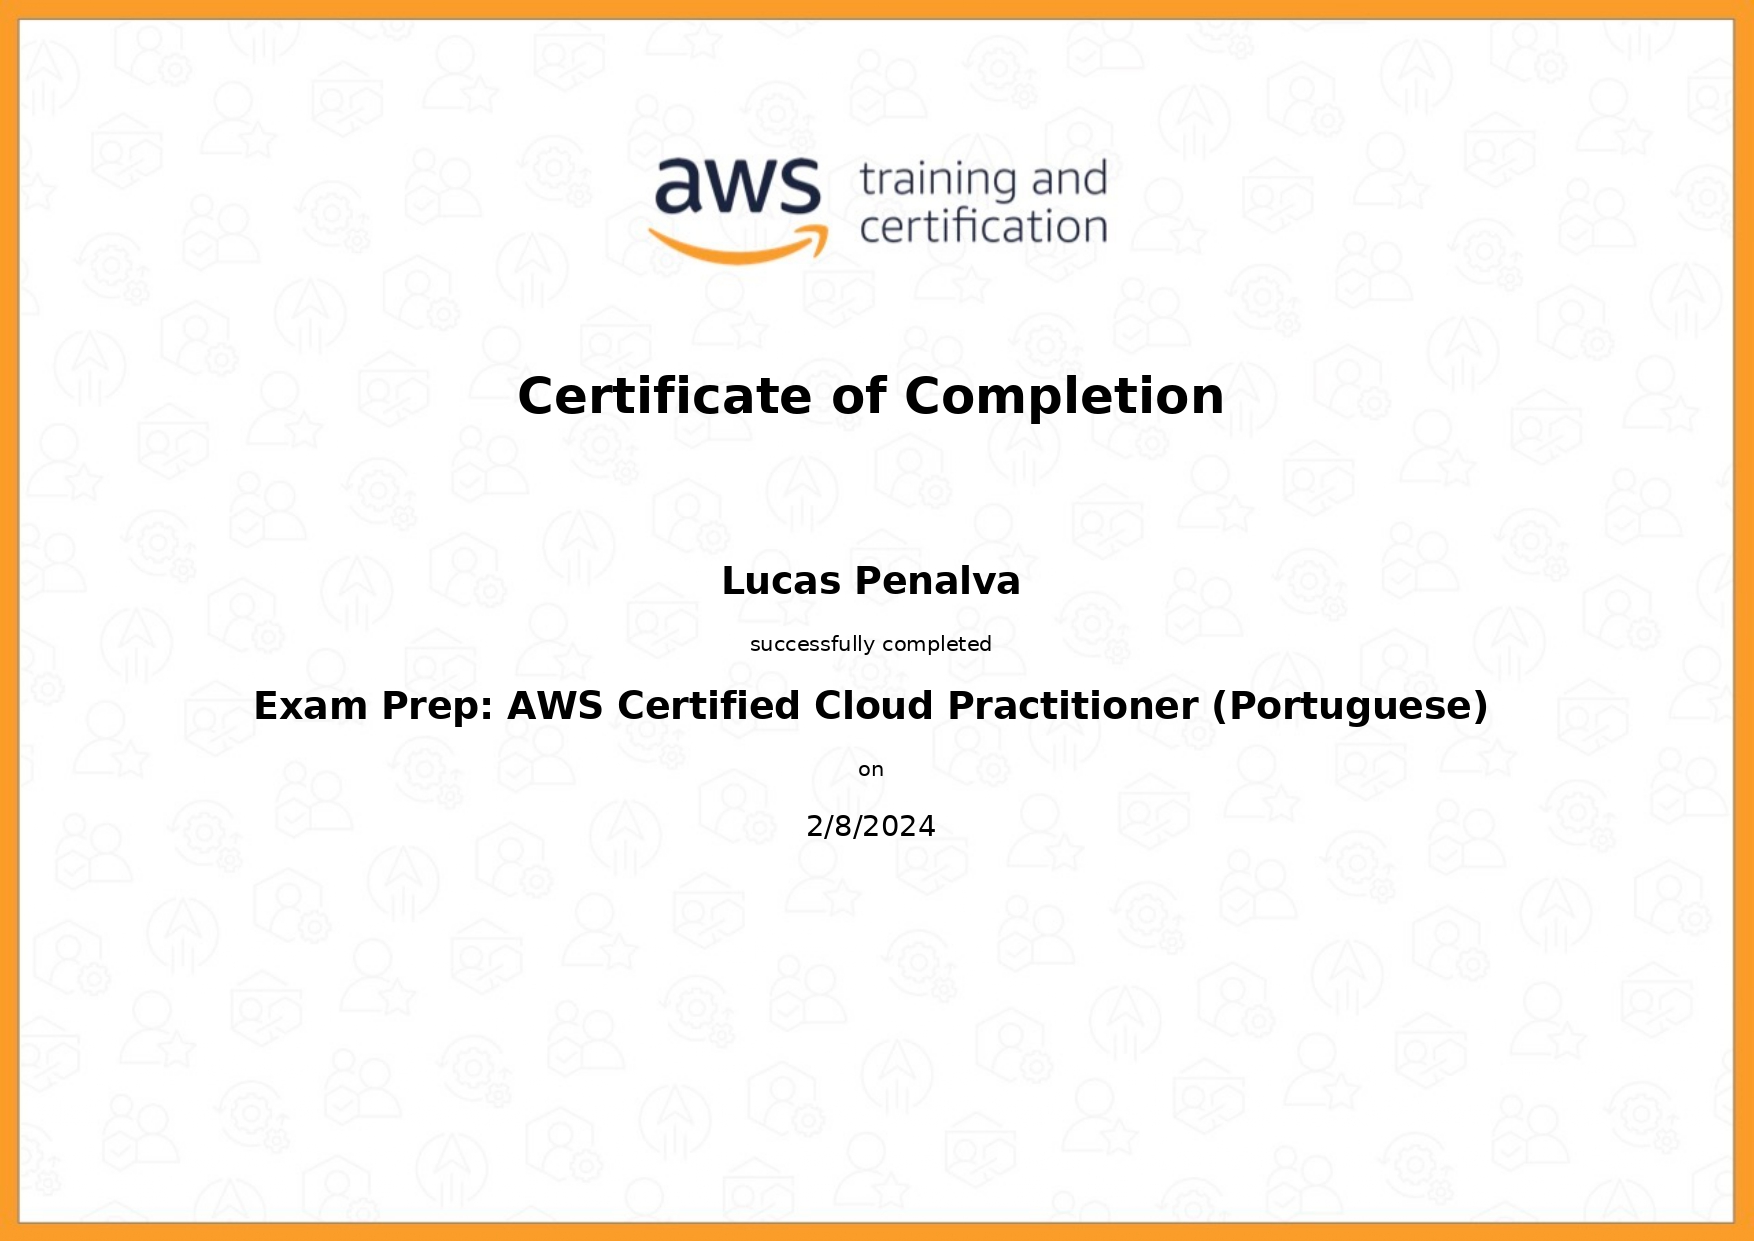 aws training and
certification
Certificate of Completion
Lucas Penalva
successfully completed
Exam Prep: AWS Certified Cloud Practitioner (Portuguese)
on
2/8/2024